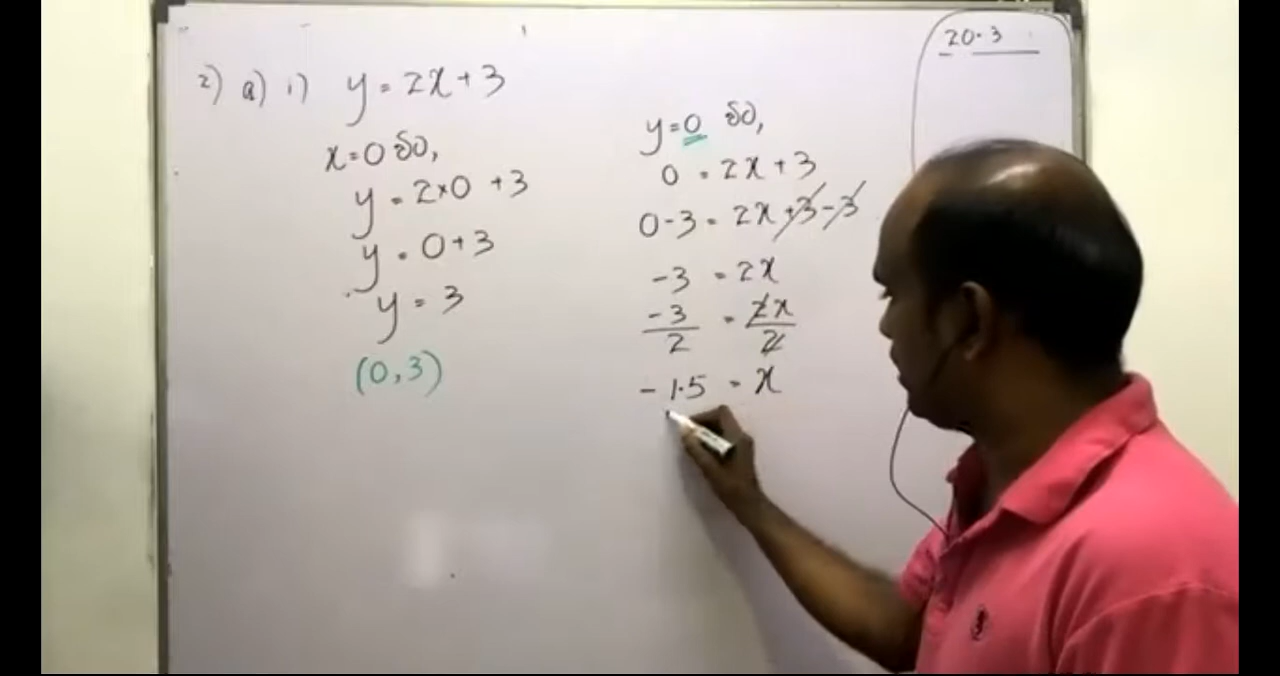 20.3
2) a) i) y = 2x + 3
x = 0 විට,
y = 2×0 + 3
y = 0 + 3
y = 3
(0,3)
y = 0 විට,
0 = 2x + 3
0 - 3 = 2x + 3 - 3
-3 = 2x
-3/2 = 2x/2
-1.5 = x